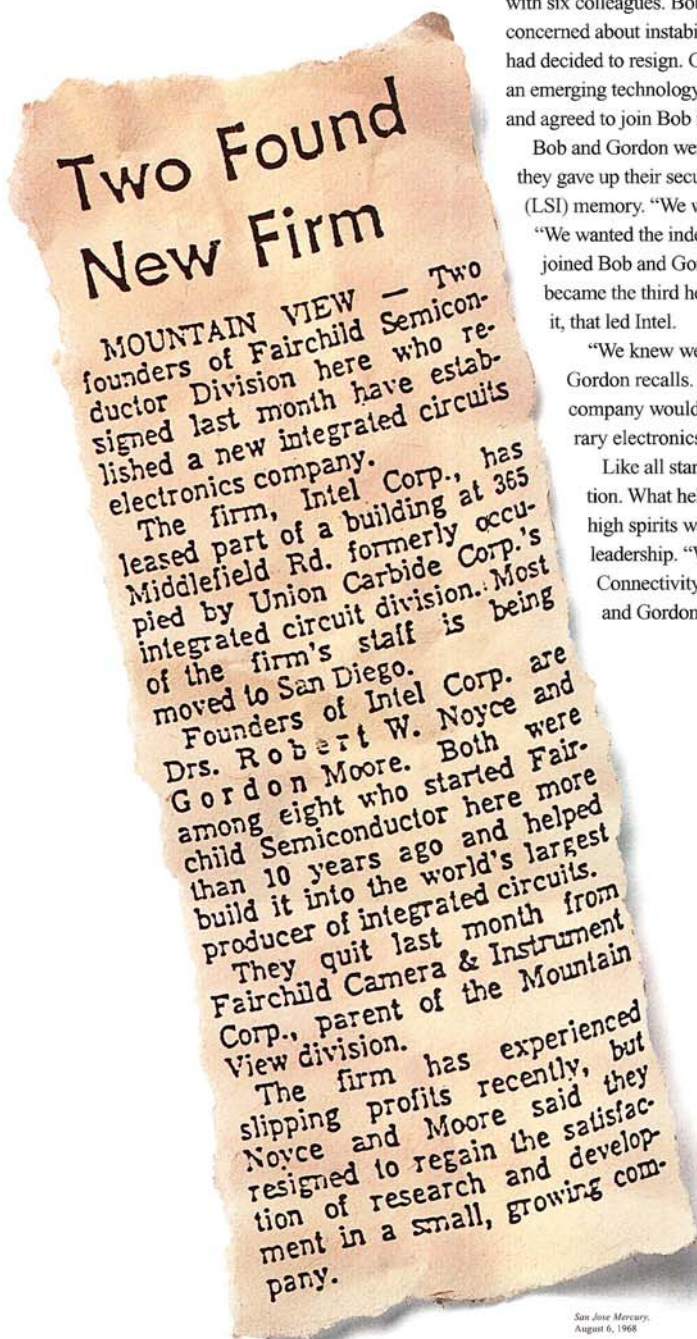 Two Found
New Firm
MOUNTAIN VIEW — Two
founders of Fairchild Semicon-
ductor Division here who re-
signed last month have estab-
lished a new integrated circuits
electronics company.
The firm, Intel Corp., has
leased part of a building at 365
Middlefield Rd. formerly occu-
pied by Union Carbide Corp.'s
integrated circuit division. Most
of the firm's staff is being
moved to San Diego.
Founders of Intel Corp. are
Drs. Robert W. Noyce and
Gordon Moore. Both were
among eight who started Fair-
child Semiconductor here more
than 10 years ago and helped
build it into the world's largest
producer of integrated circuits.
They quit last month from
Fairchild Camera & Instrument
Corp., parent of the Mountain
View division.
The firm has experienced
slipping profits recently, but
Noyce and Moore said they
resigned to regain the satisfac-
tion of research and develop-
ment in a small, growing com-
pany.
San Jose Mercury,
August 6, 1968
with six colleagues. Bob
concerned about instabi
had decided to resign.
an emerging technology
and agreed to join Bob
Bob and Gordon we
they gave up their secu
(LSI) memory. “We w
“We wanted the inde
joined Bob and Go
became the third he
it, that led Intel.
“We knew we
Gordon recalls.
company would
rary electronics
Like all star
tion. What he
high spirits w
leadership. “W
Connectivity
and Gordon